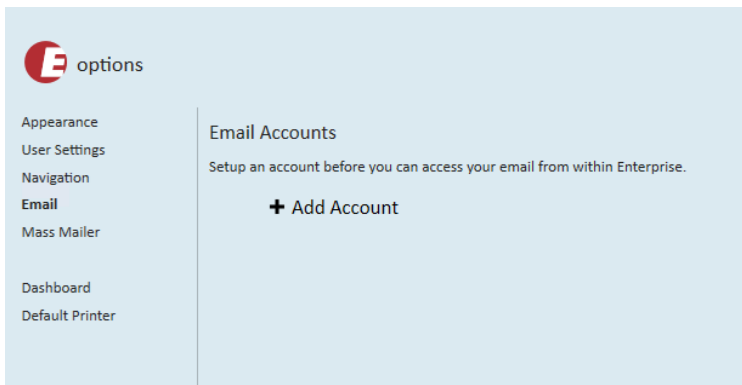 E options
Appearance
User Settings
Navigation
Email
Mass Mailer
Dashboard
Default Printer
Email Accounts
Setup an account before you can access your email from within Enterprise.
+ Add Account